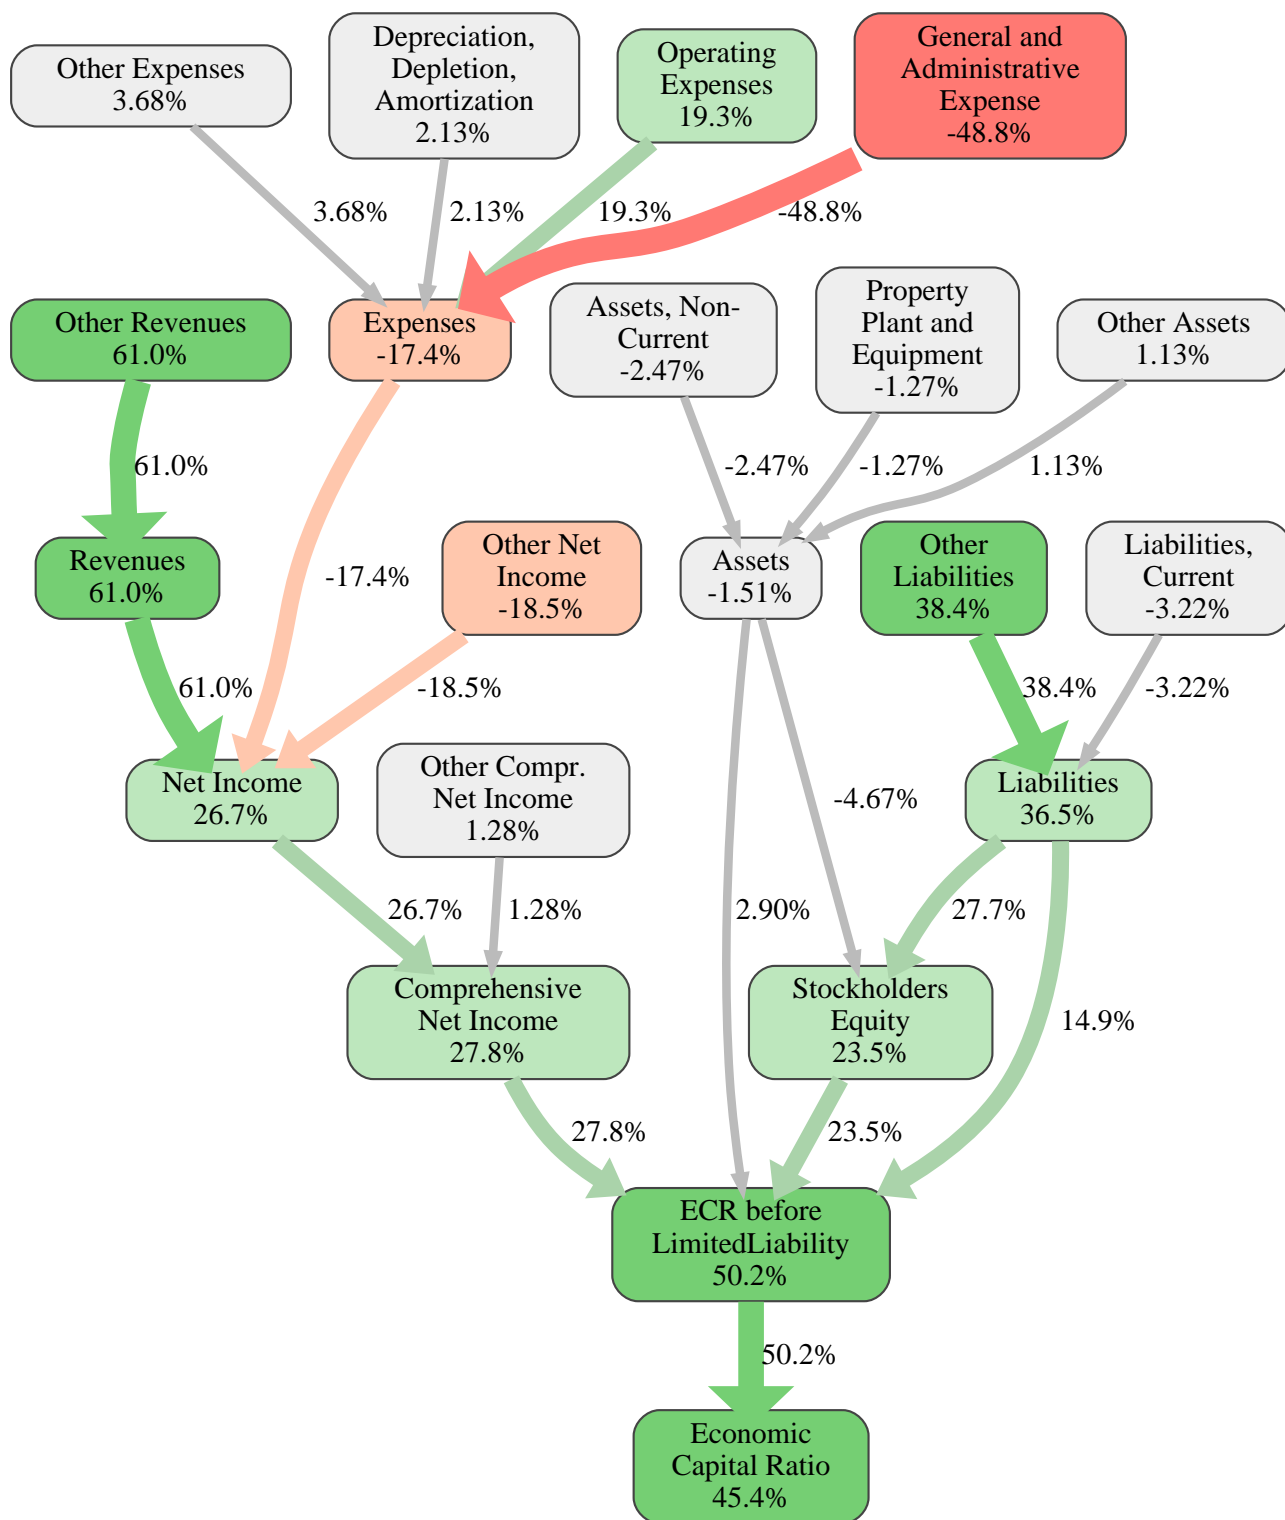 Other Expenses
3.68%
Depreciation,
Depletion,
Amortization
2.13%
Operating
Expenses
19.3%
General and
Administrative
Expense
-48.8%
3.68%
2.13%
19.3%
-48.8%
Other Revenues
61.0%
Expenses
-17.4%
Assets, Non-
Current
-2.47%
Property
Plant and
Equipment
-1.27%
Other Assets
1.13%
61.0%
-2.47%
-1.27%
1.13%
Revenues
61.0%
-17.4%
Other Net
Income
-18.5%
Assets
-1.51%
Other
Liabilities
38.4%
Liabilities,
Current
-3.22%
61.0%
-18.5%
38.4%
-3.22%
Net Income
26.7%
Other Compr.
Net Income
1.28%
-4.67%
Liabilities
36.5%
26.7%
1.28%
2.90%
27.7%
Comprehensive
Net Income
27.8%
Stockholders
Equity
23.5%
14.9%
27.8%
23.5%
ECR before
LimitedLiability
50.2%
50.2%
Economic
Capital Ratio
45.4%